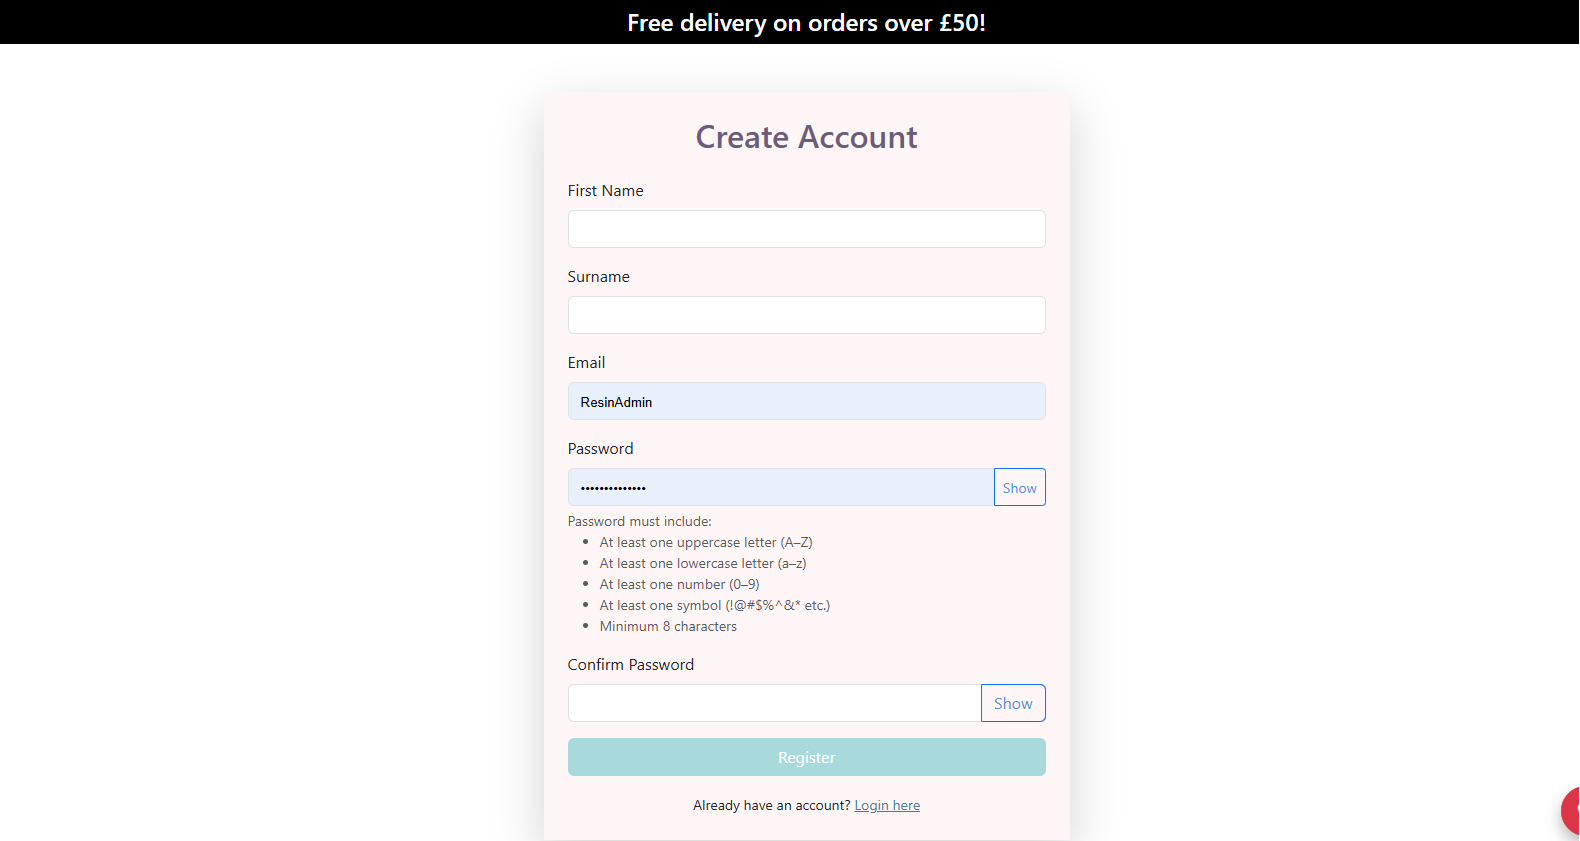 Free delivery on orders over £50!
Create Account
First Name
Surname
Email
ResinAdmin
Password
•••••••••••••• Show
Password must include:
• At least one uppercase letter (A–Z)
• At least one lowercase letter (a–z)
• At least one number (0–9)
• At least one symbol (!@#$%^&* etc.)
• Minimum 8 characters
Confirm Password
Show
Register
Already have an account? Login here